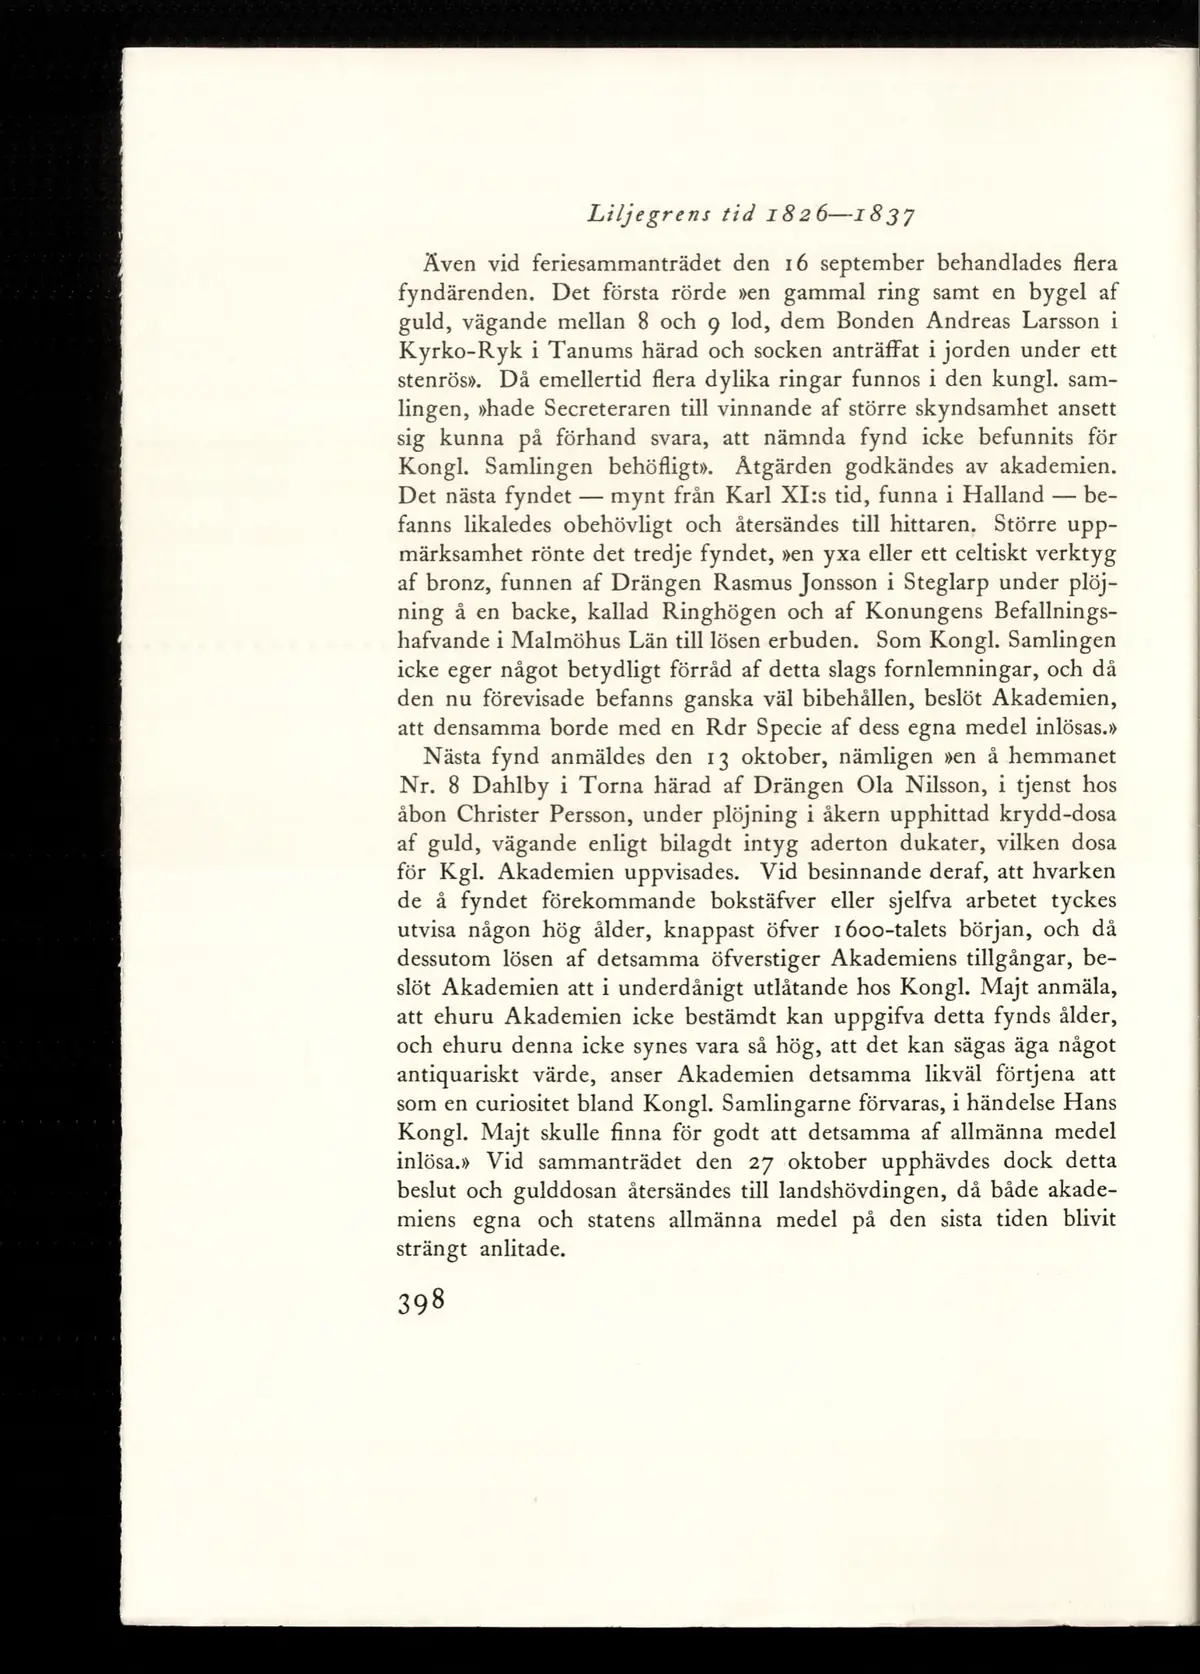 Liljegrens tid 1826—1837
Även vid feriesammanträdet den 16 september behandlades flera
fyndärenden. Det första rörde »en gammal ring samt en bygel af
guld, vägande mellan 8 och 9 lod, dem Bonden Andreas Larsson i
Kyrko-Ryk i Tanums härad och socken anträffat i jorden under ett
stenrös». Då emellertid flera dylika ringar funnos i den kungl. sam-
lingen, »hade Secreteraren till vinnande af större skyndsamhet ansett
sig kunna på förhand svara, att nämnda fynd icke befunnits för
Kongl. Samlingen behöfligt». Åtgärden godkändes av akademien.
Det nästa fyndet — mynt från Karl XI:s tid, funna i Halland — be-
fanns likaledes obehövligt och återsändes till hittaren. Större upp-
märksamhet rönte det tredje fyndet, »en yxa eller ett celtiskt verktyg
af bronz, funnen af Drängen Rasmus Jonsson i Steglarp under plöj-
ning å en backe, kallad Ringhögen och af Konungens Befallnings-
hafvande i Malmöhus Län till lösen erbuden. Som Kongl. Samlingen
icke eger något betydligt förråd af detta slags fornlemningar, och då
den nu förevisade befanns ganska väl bibehållen, beslöt Akademien,
att densamma borde med en Rdr Specie af dess egna medel inlösas.»
Nästa fynd anmäldes den 13 oktober, nämligen »en å hemmanet
Nr. 8 Dahlby i Torna härad af Drängen Ola Nilsson, i tjenst hos
åbon Christer Persson, under plöjning i åkern upphittad krydd-dosa
af guld, vägande enligt bilagdt intyg aderton dukater, vilken dosa
för Kgl. Akademien uppvisades. Vid besinnande deraf, att hvarken
de å fyndet förekommande bokstäfver eller sjelfva arbetet tyckes
utvisa någon hög ålder, knappast öfver 1600-talets början, och då
dessutom lösen af detsamma öfverstiger Akademiens tillgångar, be-
slöt Akademien att i underdånigt utlåtande hos Kongl. Majt anmäla,
att ehuru Akademien icke bestämdt kan uppgifva detta fynds ålder,
och ehuru denna icke synes vara så hög, att det kan sägas äga något
antiquariskt värde, anser Akademien detsamma likväl förtjena att
som en curiositet bland Kongl. Samlingarne förvaras, i händelse Hans
Kongl. Majt skulle finna för godt att detsamma af allmänna medel
inlösa.» Vid sammanträdet den 27 oktober upphävdes dock detta
beslut och gulddosan återsändes till landshövdingen, då både akade-
miens egna och statens allmänna medel på den sista tiden blivit
strängt anlitade.
398